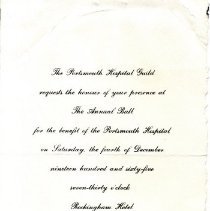 The Portsmouth Hospital Guild
requests the honour of your presence at
The Annual Ball
for the benefit of the Portsmouth Hospital
on Saturday, the fourth of December
nineteen hundred and sixty-five
seven-thirty o'clock
Rockingham Hotel